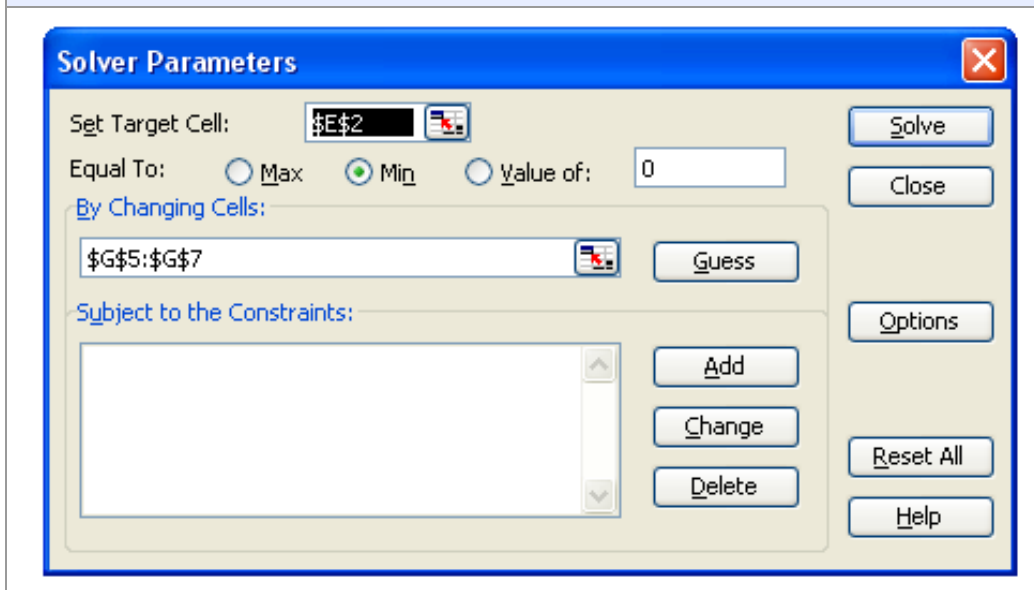 Solver Parameters
Set Target Cell: $E$2 Solve
Equal To: Max Min Value of: 0 Close
By Changing Cells:
$G$5:$G$7 Guess
Subject to the Constraints: Options
Add
Change
Reset All
Delete
Help